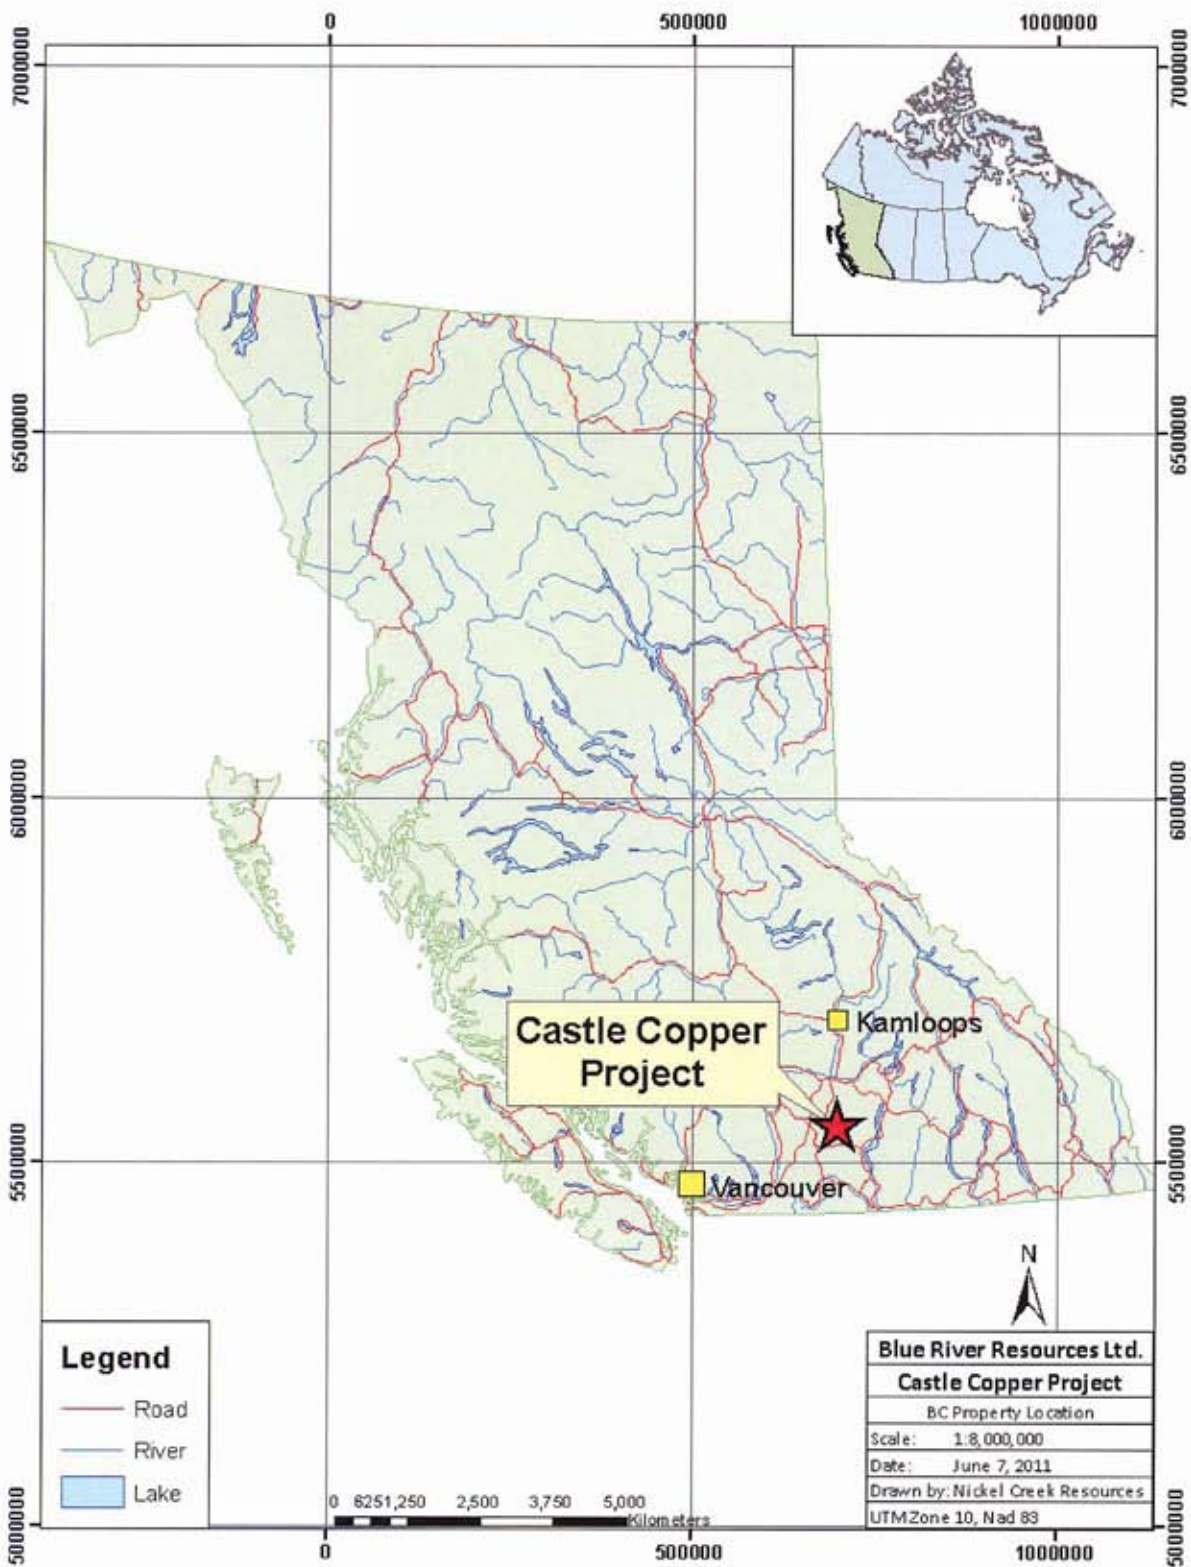 0 500000 1000000
7000000 7000000
6500000 6500000
6000000 6000000
Kamloops
Castle Copper
Project
5500000 5500000
Vancouver
N
Legend
Road
River
Lake
Blue River Resources Ltd.
Castle Copper Project
BC Property Location
Scale: 1:8,000,000
Date: June 7, 2011
Drawn by: Nickel Creek Resources
UTM Zone 10, Nad 83
0 625 1,250 2,500 3,750 5,000
Kilometers
5000000 5000000
0 500000 1000000